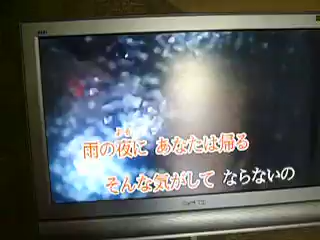 雨の夜に あなたは帰る
そんな気がして ならないの